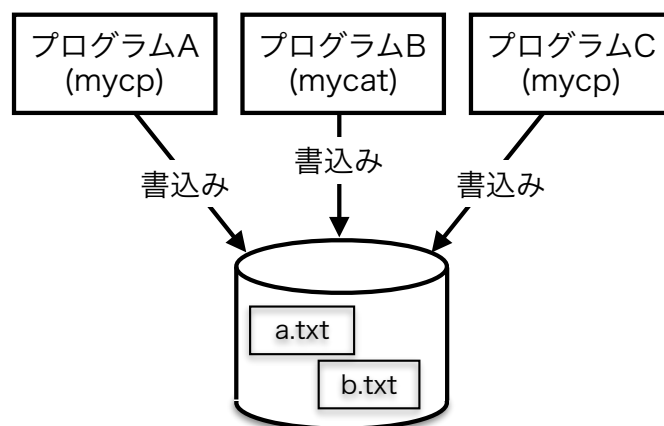 プログラムA
(mycp)
プログラムB
(mycat)
プログラムC
(mycp)
書込み
書込み
書込み
a.txt
b.txt